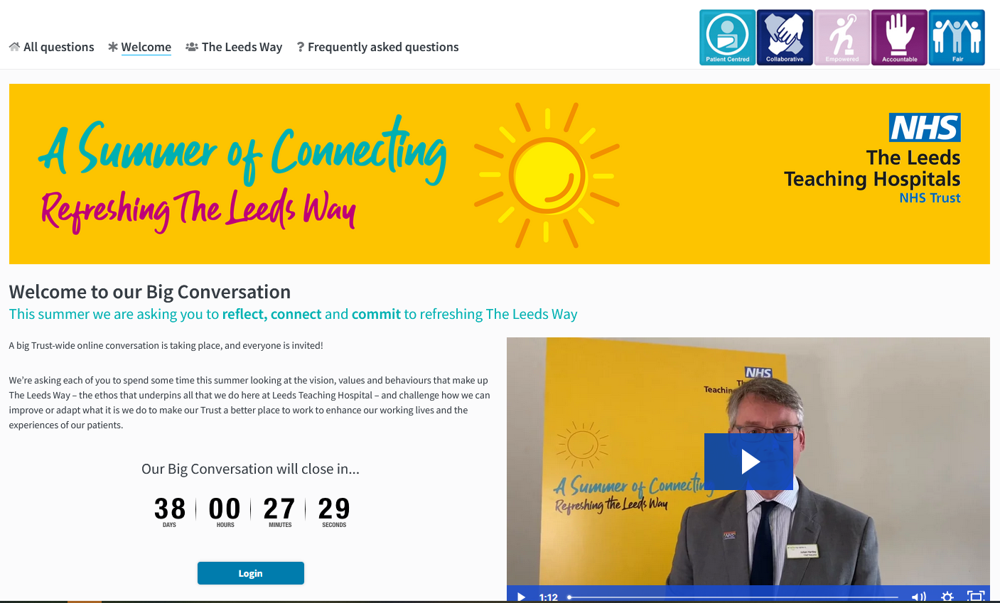 All questions
Welcome
The Leeds Way
Frequently asked questions
Patient Centred
Collaborative
Empowered
Accountable
Fair
A Summer of Connecting
Refreshing The Leeds Way
NHS
The Leeds
Teaching Hospitals
NHS Trust
Welcome to our Big Conversation
This summer we are asking you to reflect, connect and commit to refreshing The Leeds Way
A big Trust-wide online conversation is taking place, and everyone is invited!
We're asking each of you to spend some time this summer looking at the vision, values and behaviours that make up
The Leeds Way – the ethos that underpins all that we do here at Leeds Teaching Hospital – and challenge how we can
improve or adapt what it is we do to make our Trust a better place to work to enhance our working lives and the
experiences of our patients.
Our Big Conversation will close in...
38 00 27 29
DAYS HOURS MINUTES SECONDS
Login
NHS
A Summer of Connecting
Refreshing the Leeds Way
NHS
Julian Hartley
1:12